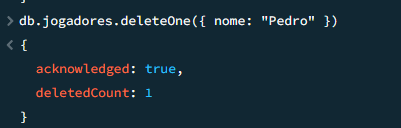 > db.jogadores.deleteOne({ nome: "Pedro" })
< {
acknowledged: true,
deletedCount: 1
}